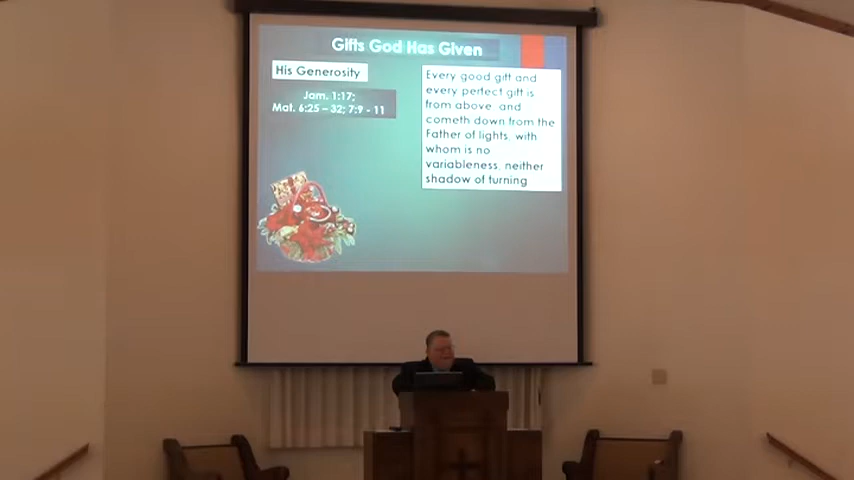 Gifts God Has Given
His Generosity
Jam. 1:17;
Mat. 6:25 – 32; 7:9 - 11
Every good gift and
every perfect gift is
from above, and
cometh down from the
Father of lights, with
whom is no
variableness, neither
shadow of turning